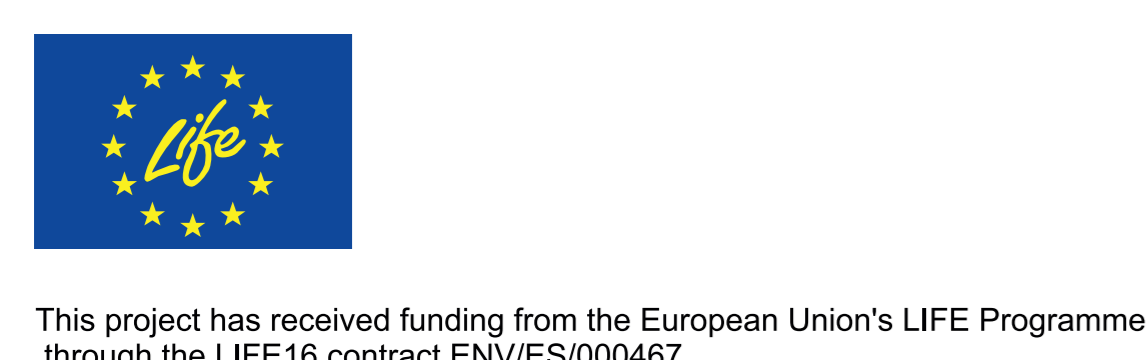 Life
This project has received funding from the European Union's LIFE Programme
through the LIFE16 contract ENV/ES/000467